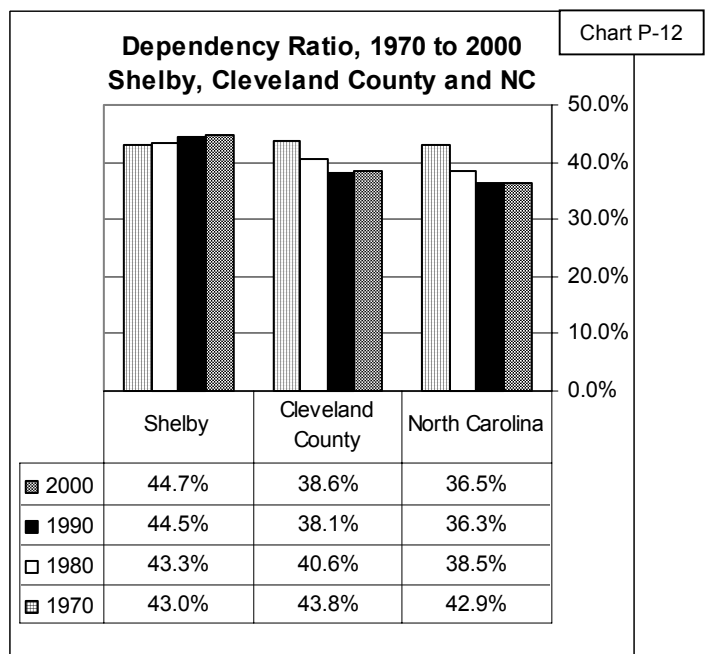 Chart P-12
Dependency Ratio, 1970 to 2000
Shelby, Cleveland County and NC
50.0%
40.0%
30.0%
20.0%
10.0%
0.0%
Shelby Cleveland County North Carolina
2000 44.7% 38.6% 36.5%
1990 44.5% 38.1% 36.3%
1980 43.3% 40.6% 38.5%
1970 43.0% 43.8% 42.9%